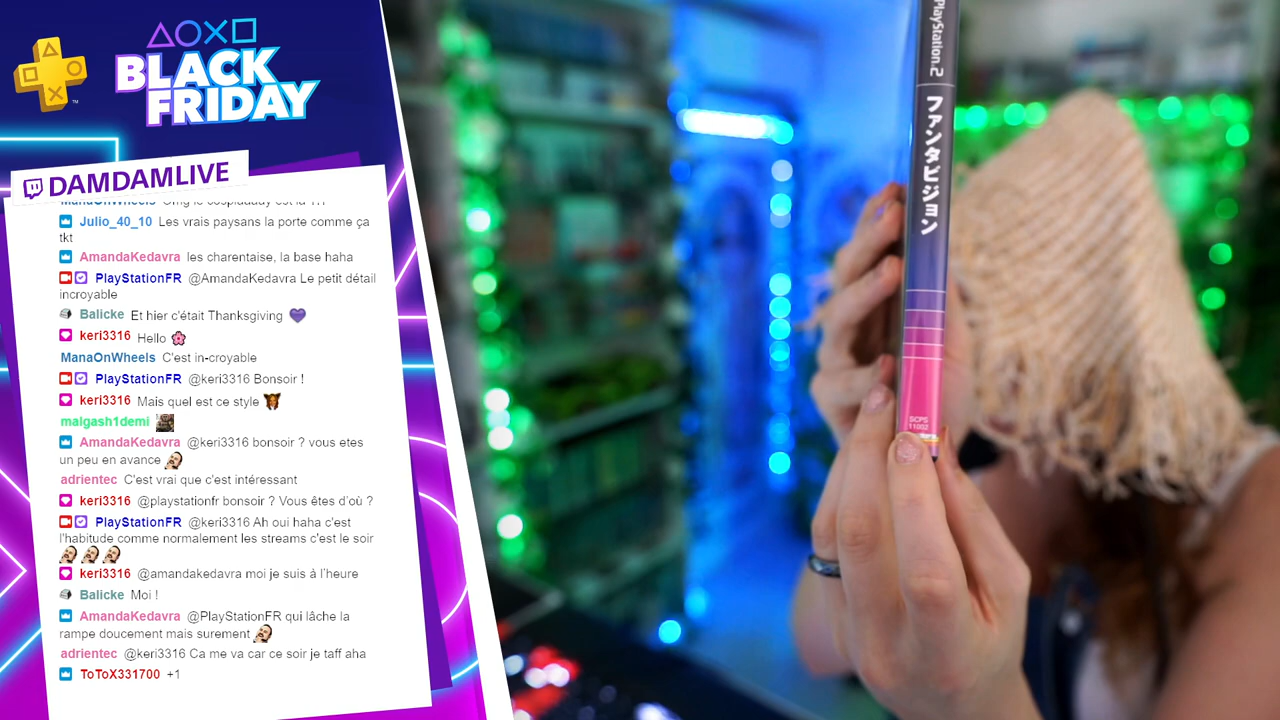 BLACK
FRIDAY
DAMDAMLIVE
Julio_40_10 Les vrais paysans la porte comme ça
tkt
AmandaKedavra les charentaise, la base haha
PlayStationFR @AmandaKedavra Le petit détail
incroyable
Balicke Et hier c'était Thanksgiving
keri3316 Hello
ManaOnWheels C'est in-croyable
PlayStationFR @keri3316 Bonsoir !
keri3316 Mais quel est ce style
malgash1demi
AmandaKedavra @keri3316 bonsoir ? vous etes
un peu en avance
adrientec C'est vrai que c'est intéressant
keri3316 @playstationfr bonsoir ? Vous êtes d'où ?
PlayStationFR @keri3316 Ah oui haha c'est
l'habitude comme normalement les streams c'est le soir
keri3316 @amandakedavra moi je suis à l'heure
Balicke Moi !
AmandaKedavra @PlayStationFR qui lâche la
rampe doucement mais surement
adrientec @keri3316 Ca me va car ce soir je taff aha
ToToX331700 +1
PlayStation.2
ファンタビジョン
SCPS
11002